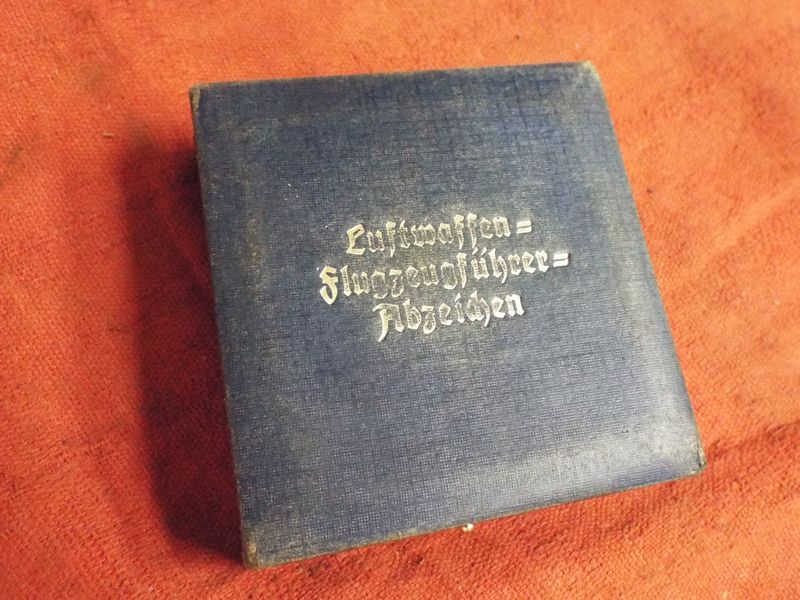 Luftwaffen=
Flugzeugführer=
Abzeichen